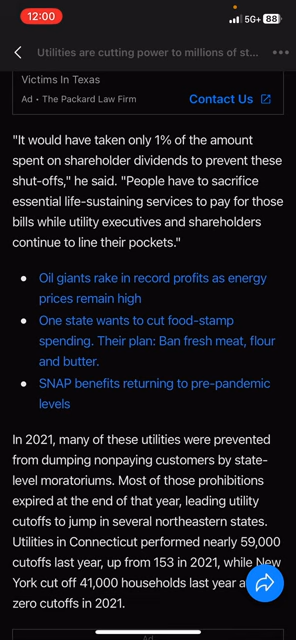 12:00
5G+ 88
Utilities are cutting power to millions of st...
Victims In Texas
Ad • The Packard Law Firm
Contact Us
"It would have taken only 1% of the amount
spent on shareholder dividends to prevent these
shut-offs," he said. "People have to sacrifice
essential life-sustaining services to pay for those
bills while utility executives and shareholders
continue to line their pockets."
• Oil giants rake in record profits as energy
prices remain high
• One state wants to cut food-stamp
spending. Their plan: Ban fresh meat, flour
and butter.
• SNAP benefits returning to pre-pandemic
levels
In 2021, many of these utilities were prevented
from dumping nonpaying customers by state-
level moratoriums. Most of those prohibitions
expired at the end of that year, leading utility
cutoffs to jump in several northeastern states.
Utilities in Connecticut performed nearly 59,000
cutoffs last year, up from 153 in 2021, while New
York cut off 41,000 households last year
zero cutoffs in 2021.
Ad